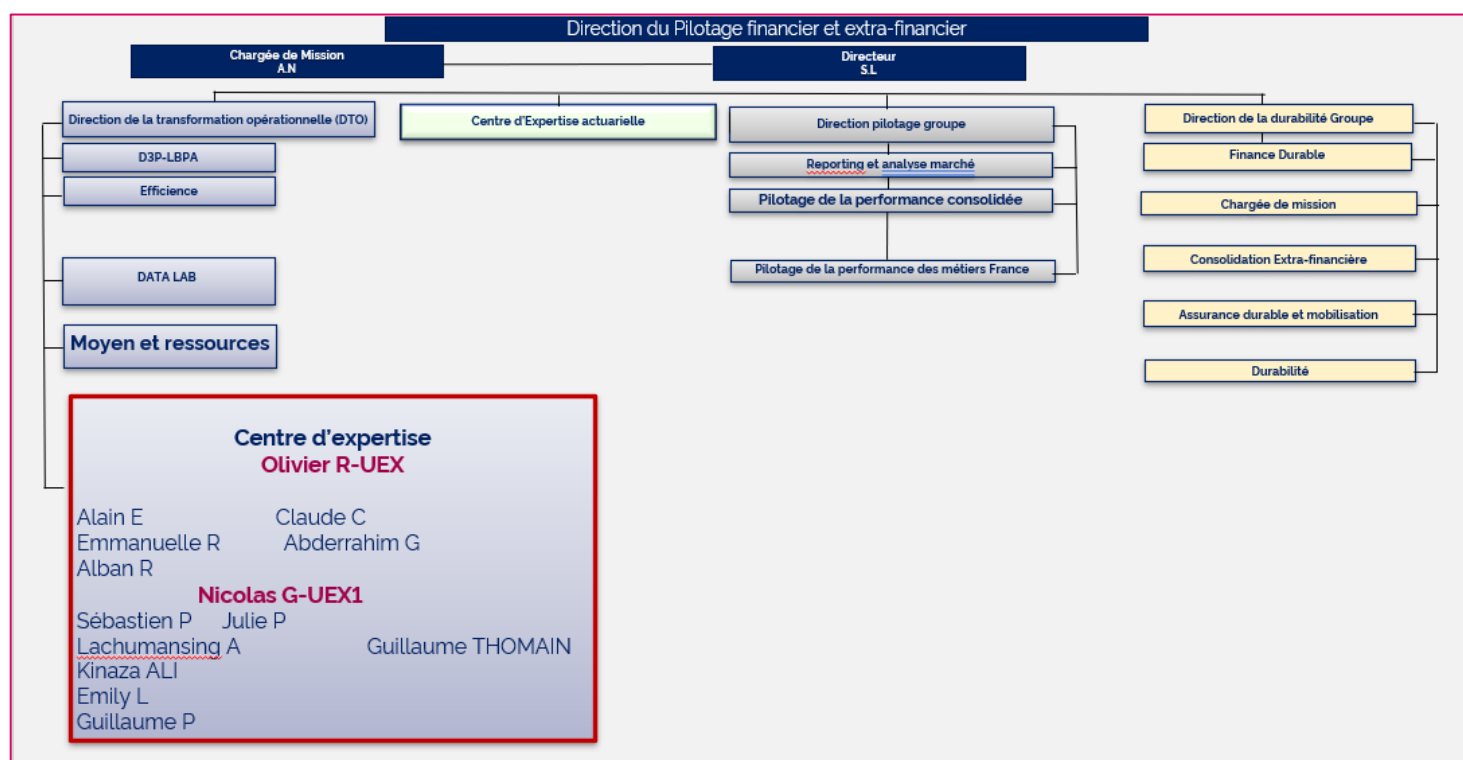 Direction du Pilotage financier et extra-financier
Chargée de Mission
A.N
Directeur
S.L
Direction de la transformation opérationnelle (DTO)
D3P-LBPA
Efficience
DATA LAB
Moyen et ressources
Centre d'expertise
Olivier R-UEX
Alain E Claude C
Emmanuelle R Abderrahim G
Alban R
Nicolas G-UEX1
Sébastien P Julie P
Lachumansing A Guillaume THOMAIN
Kinaza ALI
Emily L
Guillaume P
Centre d'Expertise actuarielle
Direction pilotage groupe
Reporting et analyse marché
Pilotage de la performance consolidée
Pilotage de la performance des métiers France
Direction de la durabilité Groupe
Finance Durable
Chargée de mission
Consolidation Extra-financière
Assurance durable et mobilisation
Durabilité